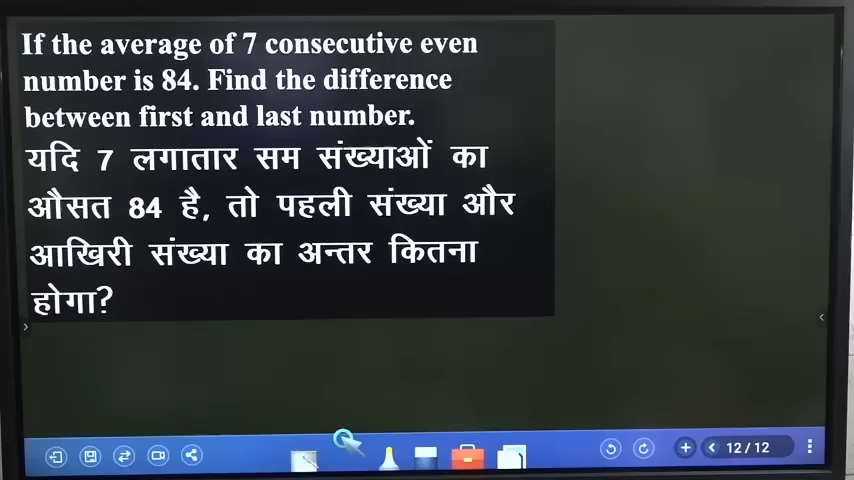 If the average of 7 consecutive even
number is 84. Find the difference
between first and last number.
यदि 7 लगातार सम संख्याओं का
औसत 84 है, तो पहली संख्या और
आखिरी संख्या का अन्तर कितना
होगा?
12 / 12